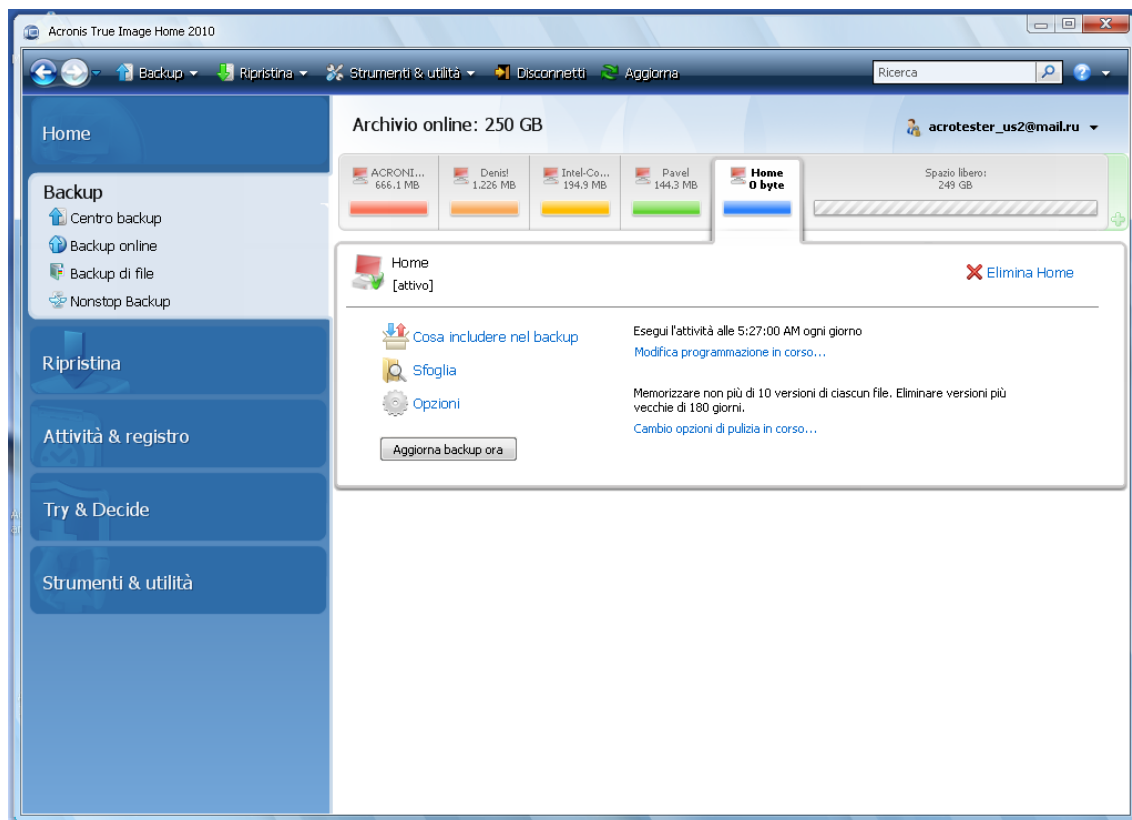 Acronis True Image Home 2010
Backup
Ripristina
Strumenti & utilità
Disconnetti
Aggiorna
Ricerca
Home
Backup
Centro backup
Backup online
Backup di file
Nonstop Backup
Ripristina
Attività & registro
Try & Decide
Strumenti & utilità
Archivio online: 250 GB
acrotester_us2@mail.ru
ACRONI...
666.1 MB
Denis!
1.226 MB
Intel-Co...
194.9 MB
Pavel
144.3 MB
Home
0 byte
Spazio libero:
249 GB
Home
[attivo]
Elimina Home
Cosa includere nel backup
Sfoglia
Opzioni
Aggiorna backup ora
Esegui l'attività alle 5:27:00 AM ogni giorno
Modifica programmazione in corso...
Memorizzare non più di 10 versioni di ciascun file. Eliminare versioni più
vecchie di 180 giorni.
Cambio opzioni di pulizia in corso...